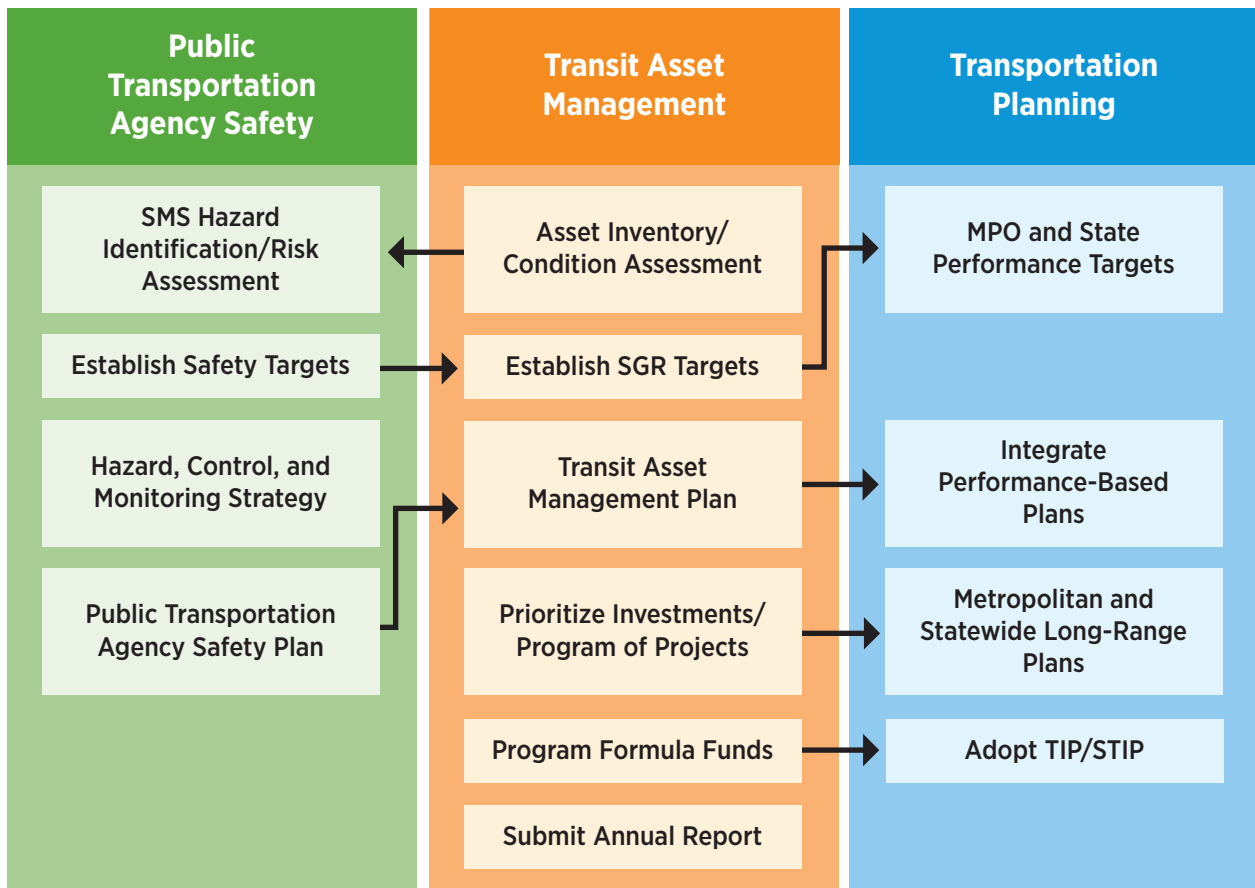 Public
Transportation
Agency Safety
SMS Hazard
Identification/Risk
Assessment
Establish Safety Targets
Hazard, Control, and
Monitoring Strategy
Public Transportation
Agency Safety Plan
Transit Asset
Management
Asset Inventory/
Condition Assessment
Establish SGR Targets
Transit Asset
Management Plan
Prioritize Investments/
Program of Projects
Program Formula Funds
Submit Annual Report
Transportation
Planning
MPO and State
Performance Targets
Integrate
Performance-Based
Plans
Metropolitan and
Statewide Long-Range
Plans
Adopt TIP/STIP